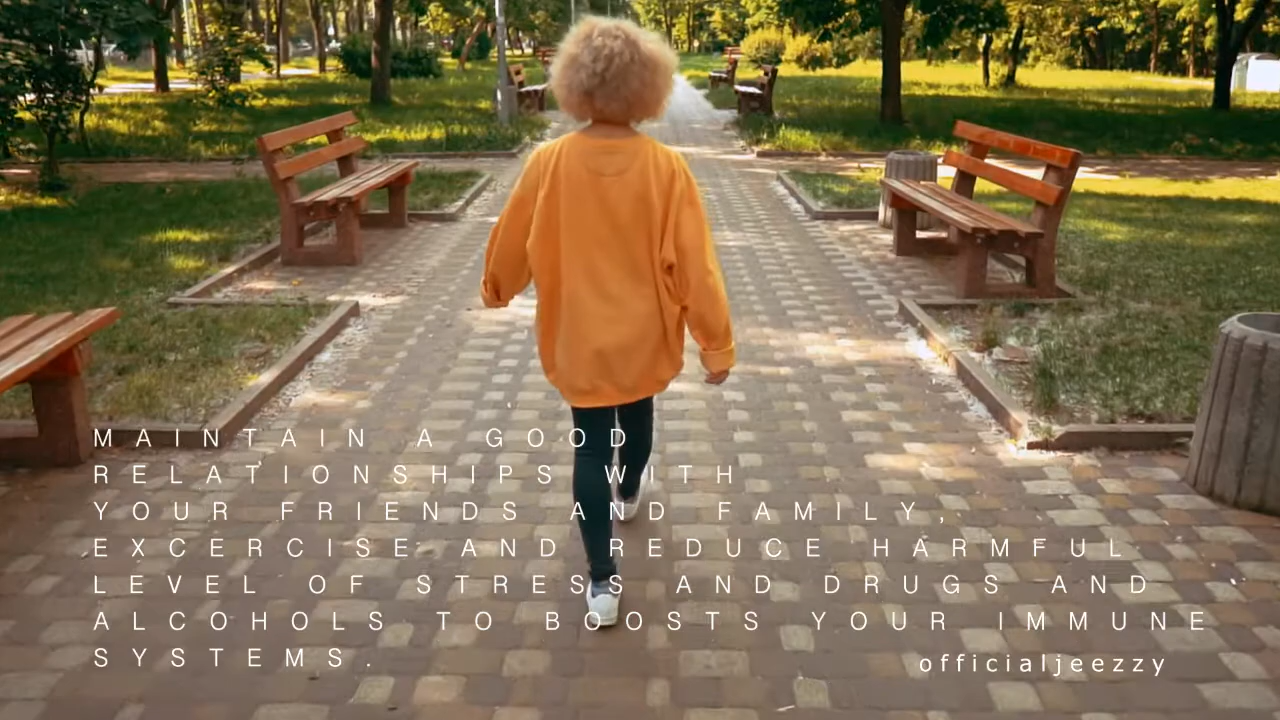 MAINTAIN A GOOD
RELATIONSHIPS WITH
YOUR FRIENDS AND FAMILY,
EXCERCISE AND REDUCE HARMFUL
LEVEL OF STRESS AND DRUGS AND
ALCOHOLS TO BOOSTS YOUR IMMUNE
SYSTEMS.
officialjeezzy